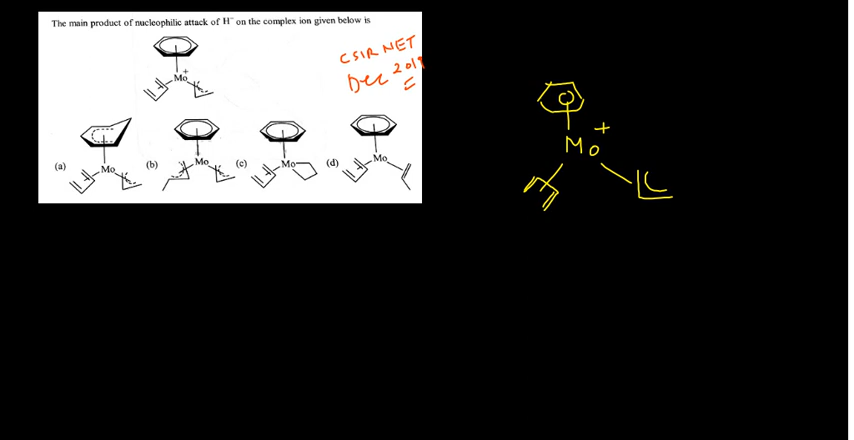 The main product of nucleophilic attack of H⁻ on the complex ion given below is
CSIR NET
Dec 2019
Mo +
(a) Mo (b) Mo (c) Mo (d) Mo
Mo +